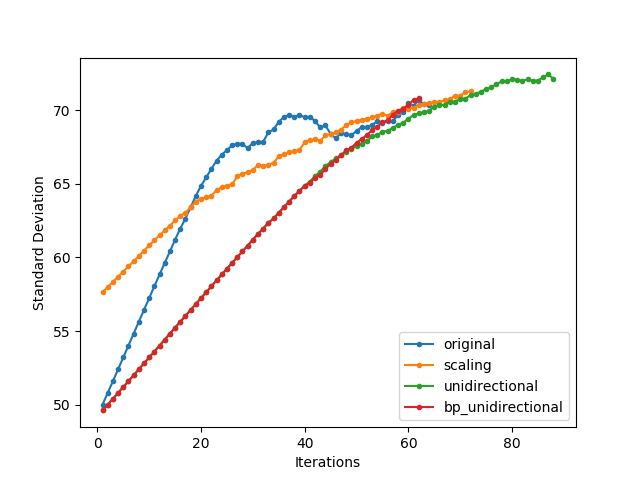 70
65
60
55
50
Standard Deviation
0 20 40 60 80
Iterations
original
scaling
unidirectional
bp_unidirectional